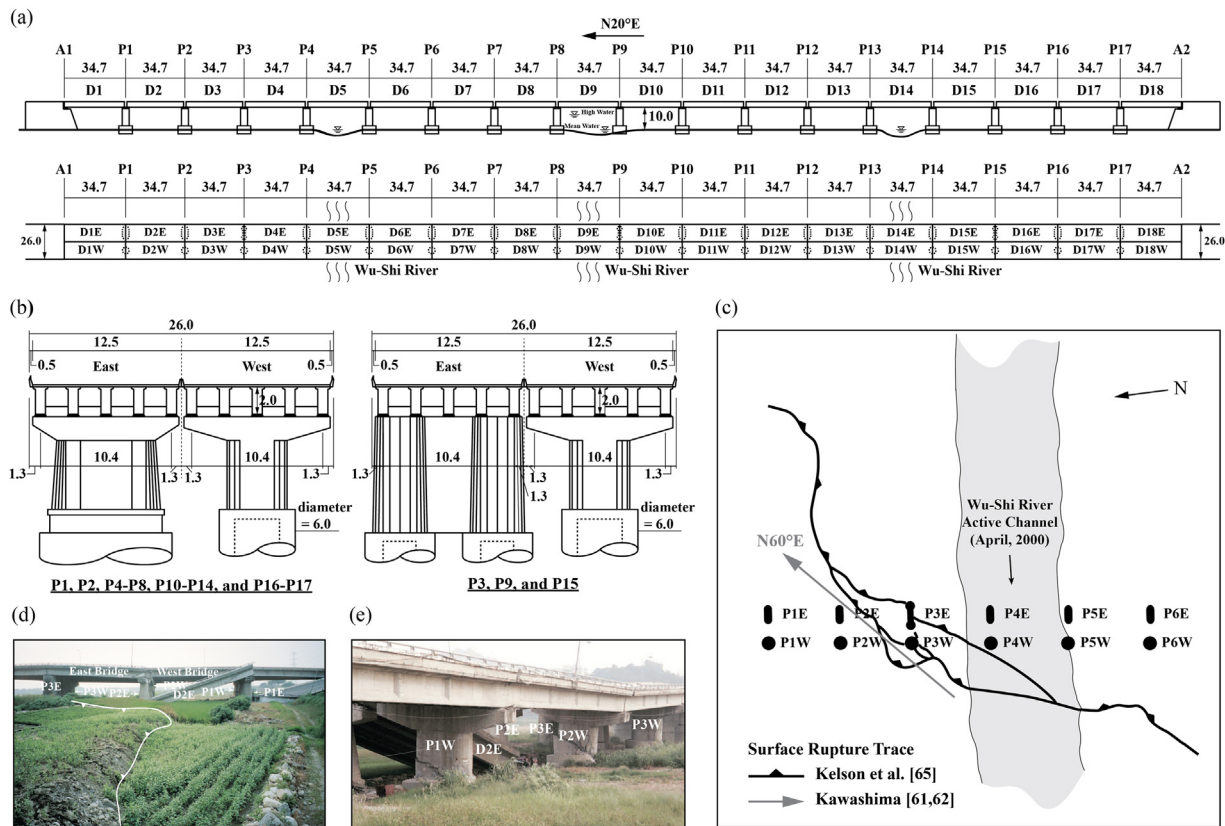 (a)
N20°E
A1 P1 P2 P3 P4 P5 P6 P7 P8 P9 P10 P11 P12 P13 P14 P15 P16 P17 A2
34.7 34.7 34.7 34.7 34.7 34.7 34.7 34.7 34.7 34.7 34.7 34.7 34.7 34.7 34.7 34.7 34.7 34.7
D1 D2 D3 D4 D5 D6 D7 D8 D9 D10 D11 D12 D13 D14 D15 D16 D17 D18
High Water
10.0
Mean Water
A1 P1 P2 P3 P4 P5 P6 P7 P8 P9 P10 P11 P12 P13 P14 P15 P16 P17 A2
34.7 34.7 34.7 34.7 34.7 34.7 34.7 34.7 34.7 34.7 34.7 34.7 34.7 34.7 34.7 34.7 34.7 34.7
D1E D2E D3E D4E D5E D6E D7E D8E D9E D10E D11E D12E D13E D14E D15E D16E D17E D18E
26.0 26.0
D1W D2W D3W D4W D5W D6W D7W D8W D9W D10W D11W D12W D13W D14W D15W D16W D17W D18W
Wu-Shi River Wu-Shi River Wu-Shi River
(b)
26.0
12.5 12.5
0.5 East West 0.5
2.0
10.4 10.4
1.3 1.3 1.3 1.3
diameter
= 6.0
P1, P2, P4-P8, P10-P14, and P16-P17
26.0
12.5 12.5
0.5 East West 0.5
2.0
10.4 10.4
1.3 1.3 1.3
1.3
diameter
= 6.0
P3, P9, and P15
(c)
N
Wu-Shi River
Active Channel
(April, 2000)
N60°E
P1E P2E P3E P4E P5E P6E
P1W P2W P3W P4W P5W P6W
Surface Rupture Trace
Kelson et al. [65]
Kawashima [61,62]
(d)
East Bridge West Bridge
P3E P3W P2E P2W D2E P1W P1E
(e)
P1W D2E P2E P3E P2W P3W